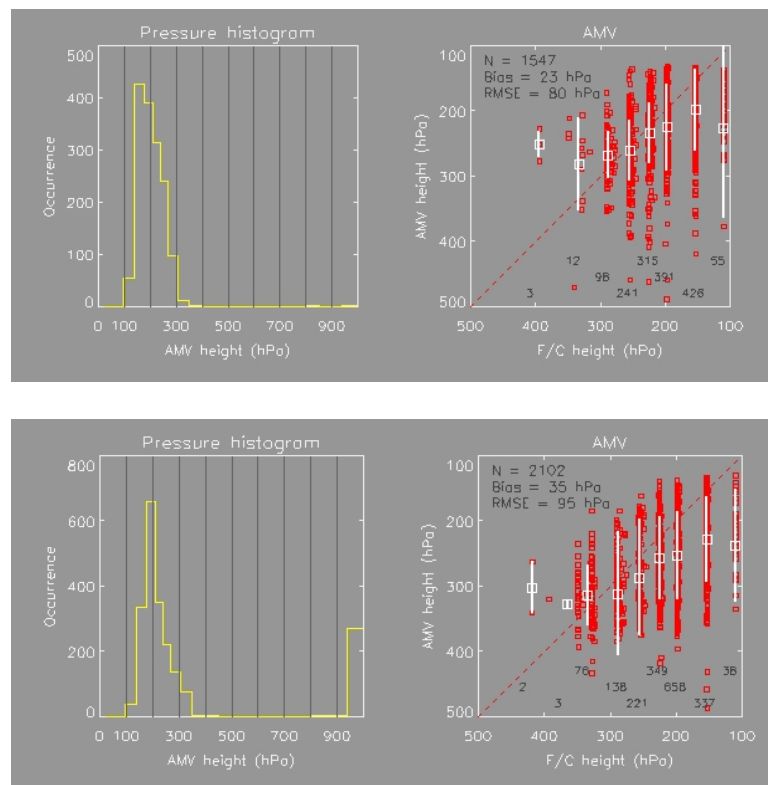 Pressure histogram
500
400
300
200
100
0
Occurrence
0 100 300 600 900
AMV height (hPa)
AMV
N = 1547
Bias = 23 hPa
RMSE = 80 hPa
100
200
300
400
500
AMV height (hPa)
12 315 55
98 391
3 241 426
500 400 300 200 100
F/C height (hPa)
Pressure histogram
800
600
400
200
0
Occurrence
0 100 300 600 900
AMV height (hPa)
AMV
N = 2102
Bias = 35 hPa
RMSE = 95 hPa
100
200
300
400
500
AMV height (hPa)
76 349 38
2 138 658
3 221 337
500 400 300 200 100
F/C height (hPa)